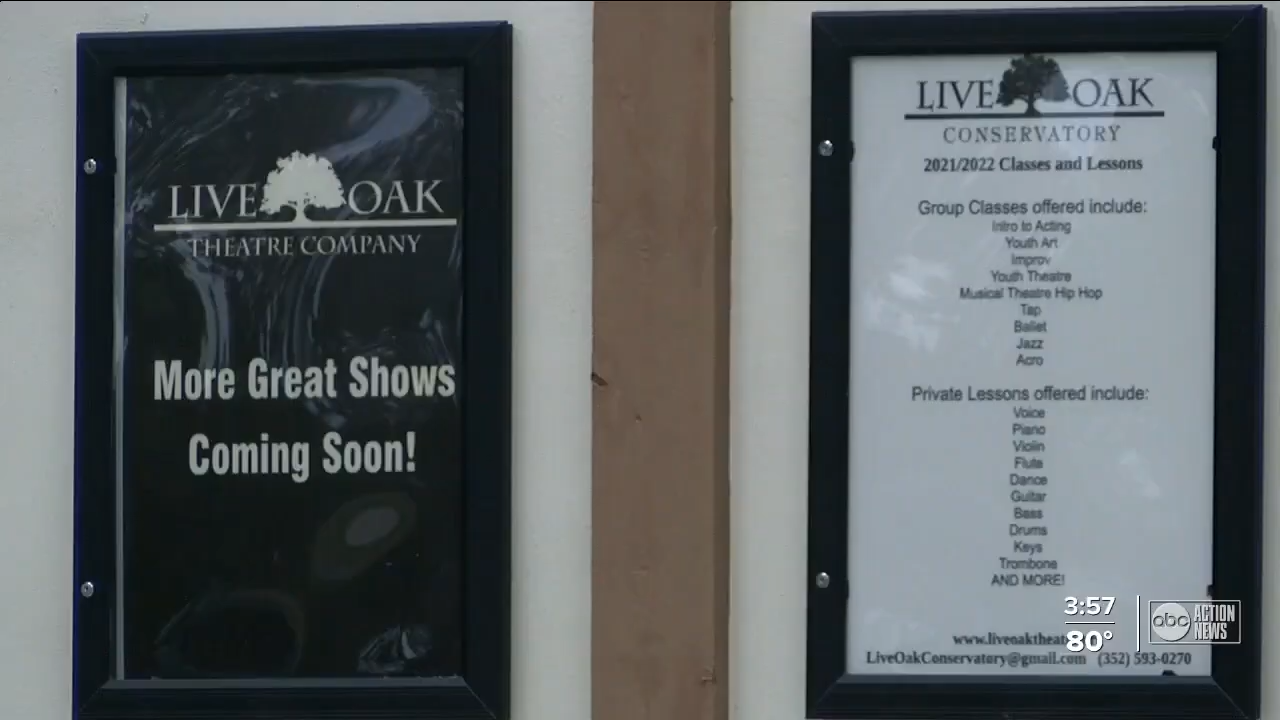 LIVE OAK
THEATRE COMPANY
More Great Shows
Coming Soon!
LIVE OAK
CONSERVATORY
2021/2022 Classes and Lessons
Group Classes offered include:
Intro to Acting
Youth Art
Improv
Youth Theatre
Musical Theatre Hip Hop
Tap
Ballet
Jazz
Acro
Private Lessons offered include:
Voice
Piano
Violin
Flute
Dance
Guitar
Bass
Drums
Keys
Trombone
AND MORE!
LiveOakConservatory@gmail.com (352) 593-0270
3:57
80°
abc ACTION NEWS